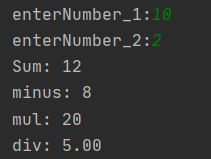 enterNumber_1:10
enterNumber_2:2
Sum: 12
minus: 8
mul: 20
div: 5.00